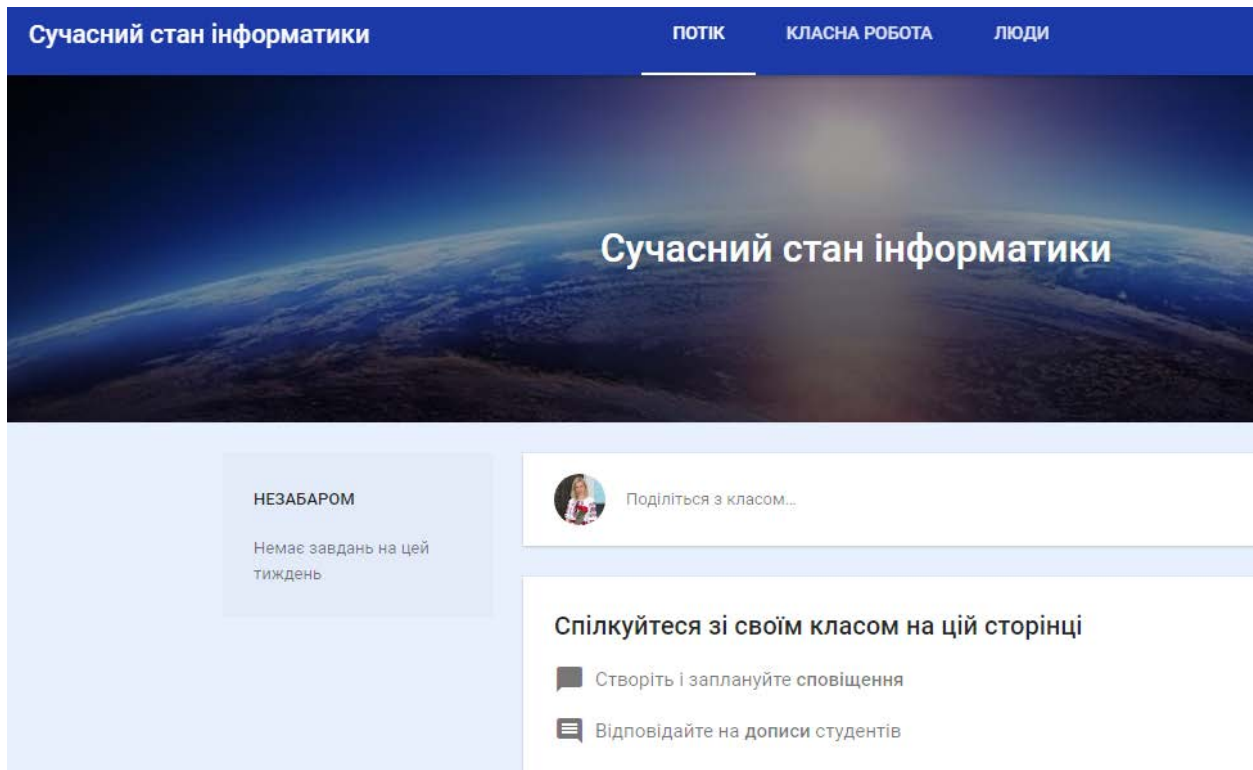 Сучасний стан інформатики
ПОТІК КЛАСНА РОБОТА ЛЮДИ
Сучасний стан інформатики
НЕЗАБАРОМ
Немає завдань на цей
тиждень
Поділіться з класом...
Спілкуйтеся зі своїм класом на цій сторінці
Створіть і заплануйте сповіщення
Відповідайте на дописи студентів